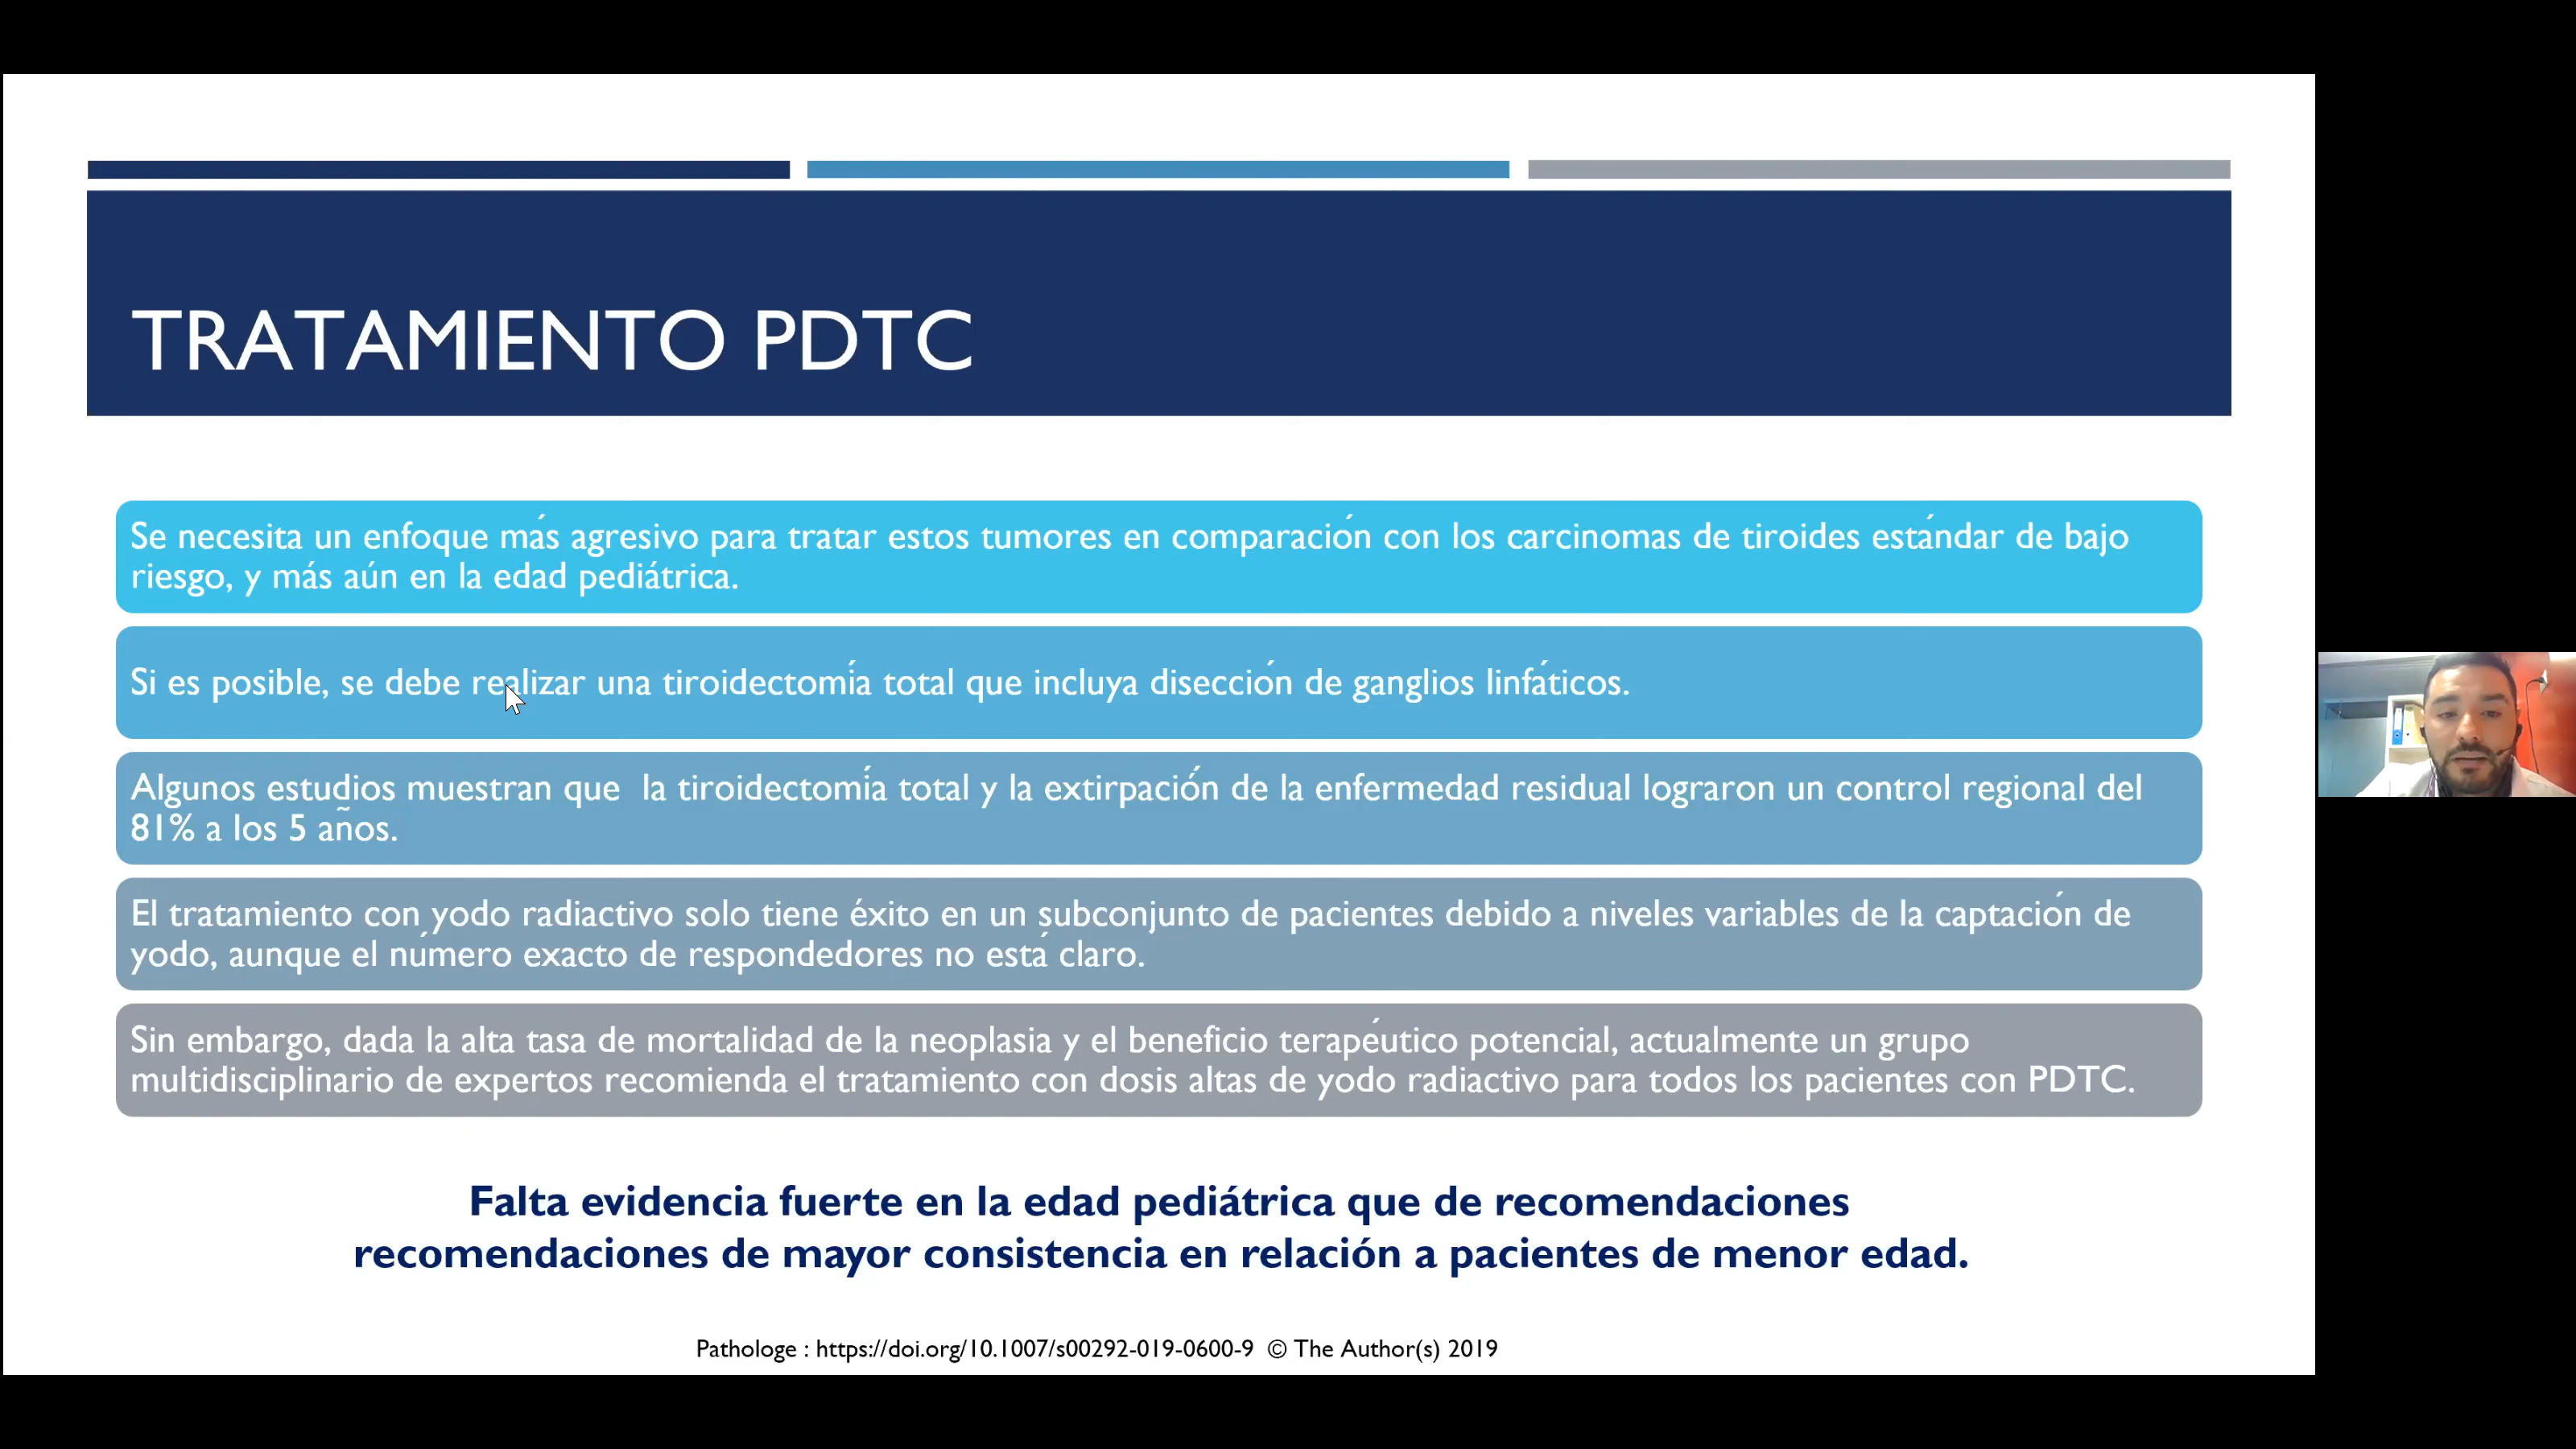 TRATAMIENTO PDTC
Se necesita un enfoque más agresivo para tratar estos tumores en comparación con los carcinomas de tiroides estándar de bajo
riesgo, y más aún en la edad pediátrica.
Si es posible, se debe realizar una tiroidectomía total que incluya disección de ganglios linfáticos.
Algunos estudios muestran que  la tiroidectomía total y la extirpación de la enfermedad residual lograron un control regional del
81% a los 5 años.
El tratamiento con yodo radiactivo solo tiene éxito en un subconjunto de pacientes debido a niveles variables de la captación de
yodo, aunque el número exacto de respondedores no está claro.
Sin embargo, dada la alta tasa de mortalidad de la neoplasia y el beneficio terapéutico potencial, actualmente un grupo
multidisciplinario de expertos recomienda el tratamiento con dosis altas de yodo radiactivo para todos los pacientes con PDTC.
Falta evidencia fuerte en la edad pediátrica que de recomendaciones
recomendaciones de mayor consistencia en relación a pacientes de menor edad.
Pathologe : https://doi.org/10.1007/s00292-019-0600-9  © The Author(s) 2019